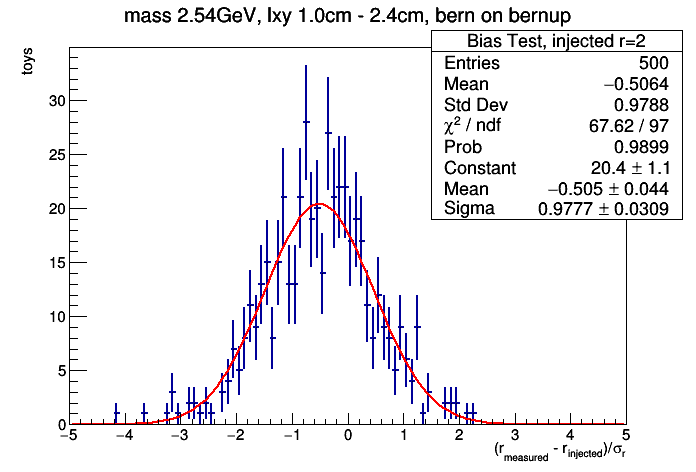 mass 2.54GeV, lxy 1.0cm - 2.4cm, bern on bernup
Bias Test, injected r=2
Entries 500
Mean −0.5064
Std Dev 0.9788
χ² / ndf 67.62 / 97
Prob 0.9899
Constant 20.4 ± 1.1
Mean −0.505 ± 0.044
Sigma 0.9777 ± 0.0309
toys
30
25
20
15
10
5
0
−5 −4 −3 −2 −1 0 1 2 3 4 5
(r_measured - r_injected)/σ_r